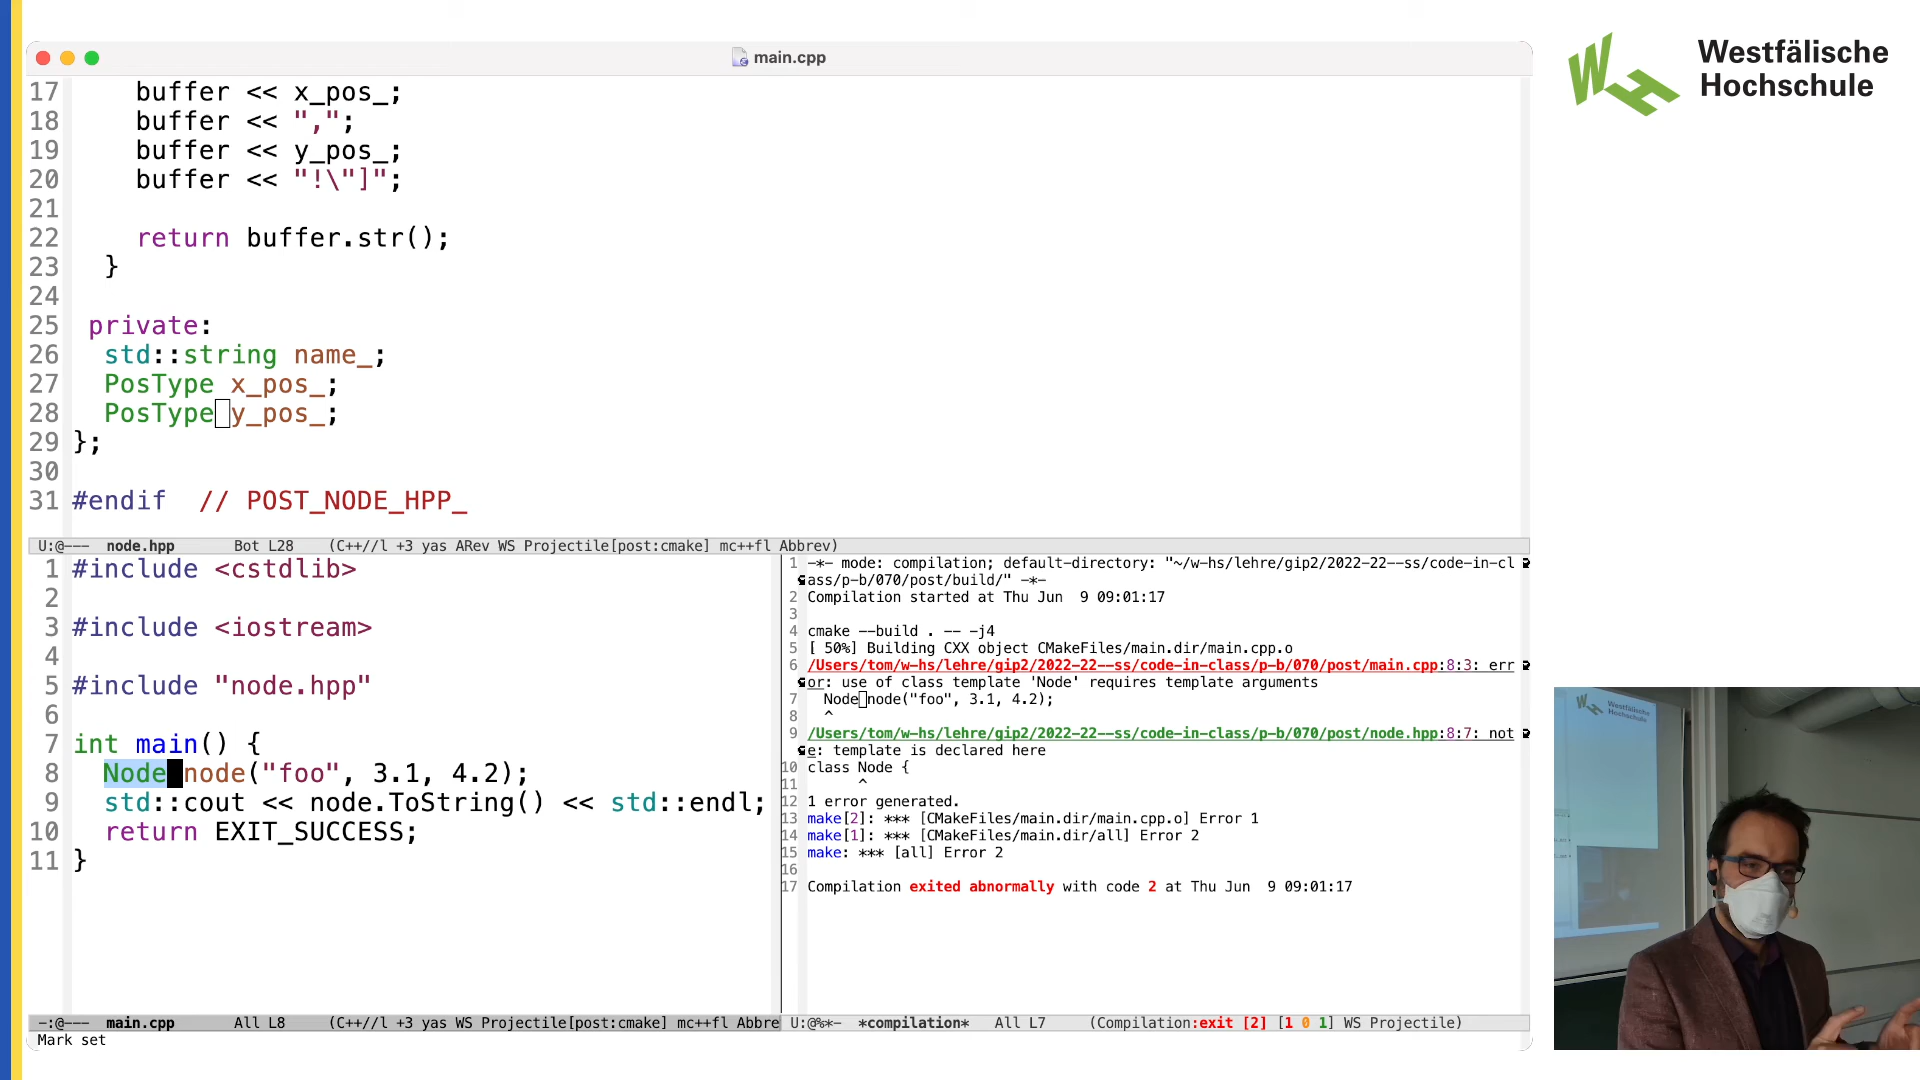 main.cpp
Westfälische
Hochschule
17 buffer << x_pos_;
18 buffer << ",";
19 buffer << y_pos_;
20 buffer << "!\"]";
21
22 return buffer.str();
23 }
24
25 private:
26 std::string name_;
27 PosType x_pos_;
28 PosType y_pos_;
29 };
30
31 #endif // POST_NODE_HPP_
U:@--- node.hpp Bot L28 (C++//l +3 yas ARev WS Projectile[post:cmake] mc++fl Abbrev)
1 #include <cstdlib>
2
3 #include <iostream>
4
5 #include "node.hpp"
6
7 int main() {
8 Node node("foo", 3.1, 4.2);
9 std::cout << node.ToString() << std::endl;
10 return EXIT_SUCCESS;
11 }
-:@--- main.cpp All L8 (C++//l +3 yas WS Projectile[post:cmake] mc++fl Abbre
Mark set
1 -*- mode: compilation; default-directory: "~/w-hs/lehre/gip2/2022-22--ss/code-in-cl
ass/p-b/070/post/build/" -*-
2 Compilation started at Thu Jun 9 09:01:17
3
4 cmake --build . -- -j4
5 [ 50%] Building CXX object CMakeFiles/main.dir/main.cpp.o
6 /Users/tom/w-hs/lehre/gip2/2022-22--ss/code-in-class/p-b/070/post/main.cpp:8:3: err
or: use of class template 'Node' requires template arguments
7 Node node("foo", 3.1, 4.2);
8 ^
9 /Users/tom/w-hs/lehre/gip2/2022-22--ss/code-in-class/p-b/070/post/node.hpp:8:7: not
e: template is declared here
10 class Node {
11 ^
12 1 error generated.
13 make[2]: *** [CMakeFiles/main.dir/main.cpp.o] Error 1
14 make[1]: *** [CMakeFiles/main.dir/all] Error 2
15 make: *** [all] Error 2
16
17 Compilation exited abnormally with code 2 at Thu Jun 9 09:01:17
U:@%*- *compilation* All L7 (Compilation:exit [2] [1 0 1] WS Projectile)
Westfälische
Hochschule